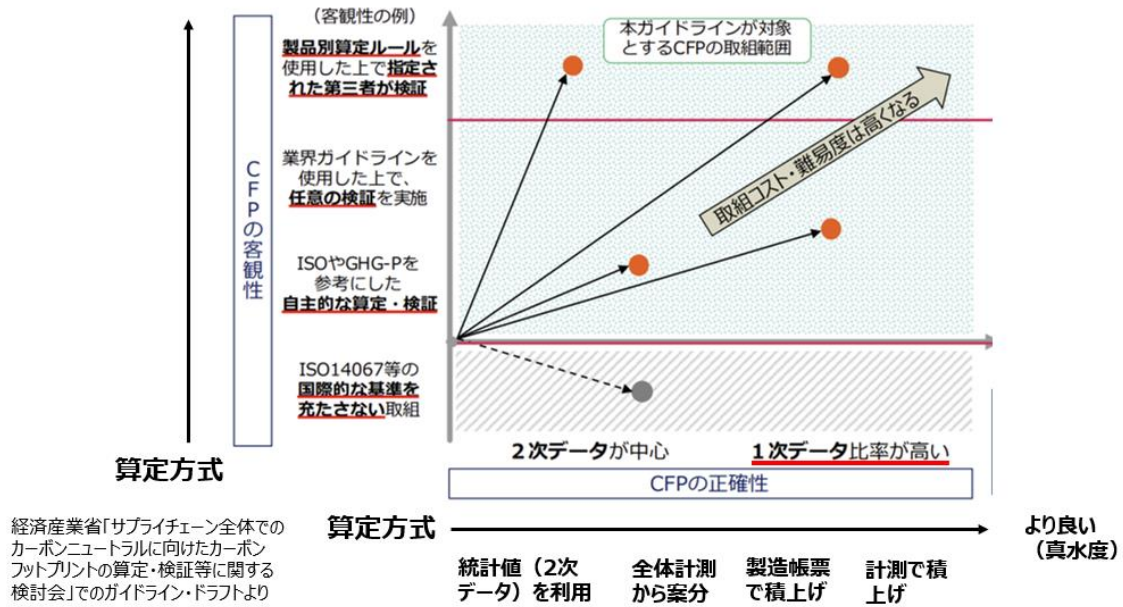 （客観性の例）
製品別算定ルールを
使用した上で指定さ
れた第三者が検証
業界ガイドラインを
使用した上で、
任意の検証を実施
ISOやGHG-Pを
参考にした
自主的な算定・検証
ISO14067等の
国際的な基準を
充たさない取組
CFPの客観性
本ガイドラインが対象
とするCFPの取組範囲
取組コスト・難易度は高くなる
2次データが中心
1次データ比率が高い
CFPの正確性
算定方式
算定方式
より良い
（真水度）
統計値（2次
データ）を利用
全体計測
から案分
製造帳票
で積上げ
計測で積
上げ
経済産業省「サプライチェーン全体での
カーボンニュートラルに向けたカーボン
フットプリントの算定・検証等に関する
検討会」でのガイドライン・ドラフトより